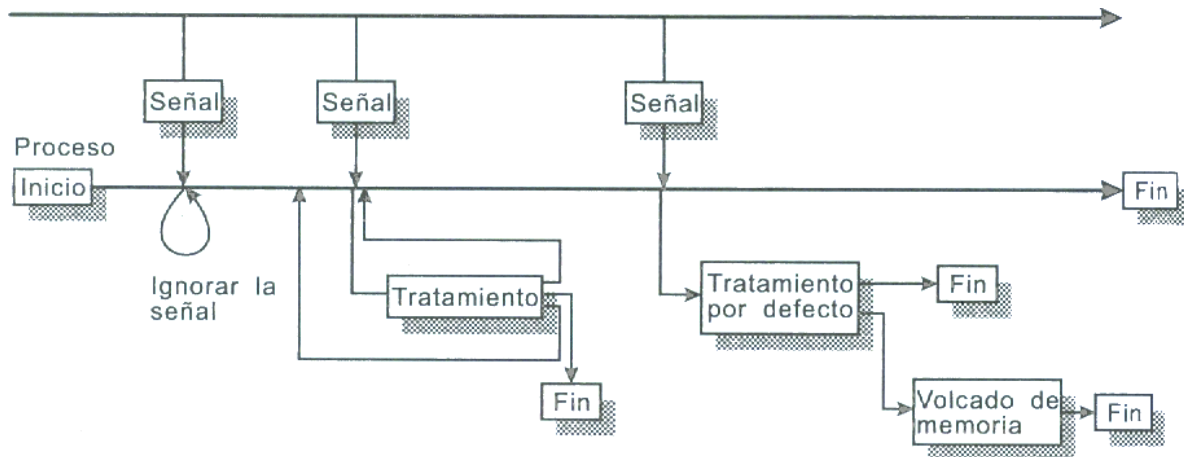 Señal
Señal
Señal
Proceso
Inicio
Fin
Ignorar la
señal
Tratamiento
Tratamiento
por defecto
Fin
Fin
Volcado de
memoria
Fin